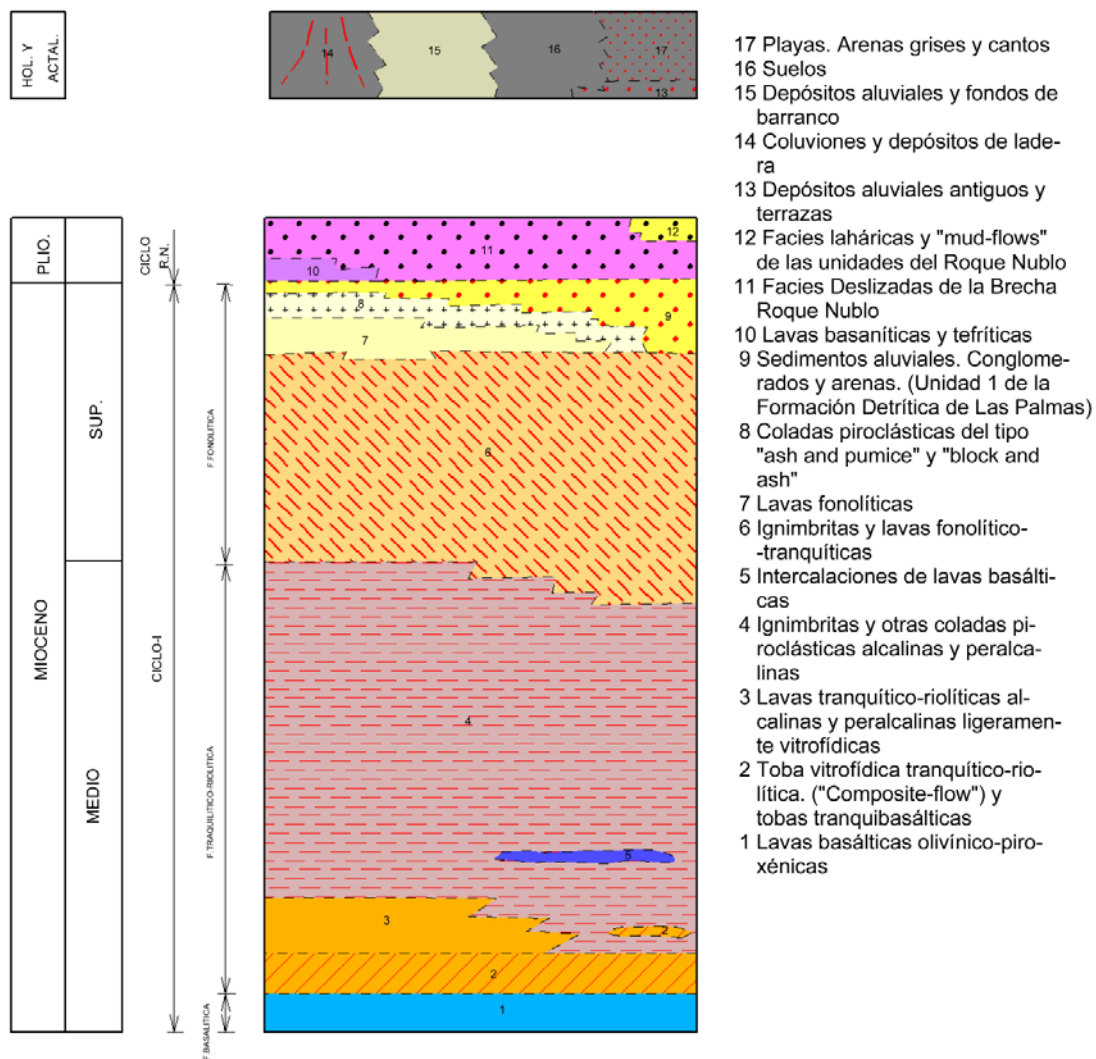 HOL. Y
ACTAL.
14
15
16
17
13
PLIO.
MIOCENO
SUP.
MEDIO
CICLO
R.N.
CICLO-I
F.FONOLITICA
F.TRAQUILITICO-RIOLITICA
F.BASALITICA
12
11
10
8
9
7
6
4
5
3
2
2
1
17 Playas. Arenas grises y cantos
16 Suelos
15 Depósitos aluviales y fondos de
barranco
14 Coluviones y depósitos de lade-
ra
13 Depósitos aluviales antiguos y
terrazas
12 Facies laháricas y "mud-flows"
de las unidades del Roque Nublo
11 Facies Deslizadas de la Brecha
Roque Nublo
10 Lavas basaníticas y tefríticas
9 Sedimentos aluviales. Conglome-
rados y arenas. (Unidad 1 de la
Formación Detrítica de Las Palmas)
8 Coladas piroclásticas del tipo
"ash and pumice" y "block and
ash"
7 Lavas fonolíticas
6 Ignimbritas y lavas fonolítico-
-tranquíticas
5 Intercalaciones de lavas basálti-
cas
4 Ignimbritas y otras coladas pi-
roclásticas alcalinas y peralca-
linas
3 Lavas tranquítico-riolíticas al-
calinas y peralcalinas ligeramen-
te vitrofídicas
2 Toba vitrofídica tranquítico-rio-
lítica. ("Composite-flow") y
tobas tranquibasálticas
1 Lavas basálticas olivínico-piro-
xénicas